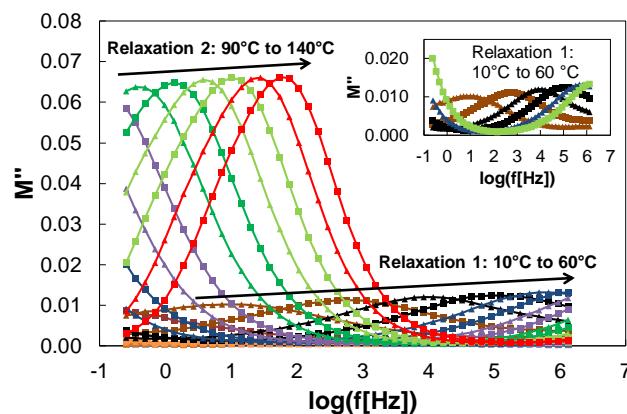 0.08
0.07
0.06
0.05
0.04
0.03
0.02
0.01
0.00
M"
Relaxation 2: 90°C to 140°C
Relaxation 1: 10°C to 60°C
-1 0 1 2 3 4 5 6 7
log(f[Hz])
0.020
0.010
0.000
M"
Relaxation 1:
10°C to 60 °C
-1 0 1 2 3 4 5 6 7
log(f[Hz])